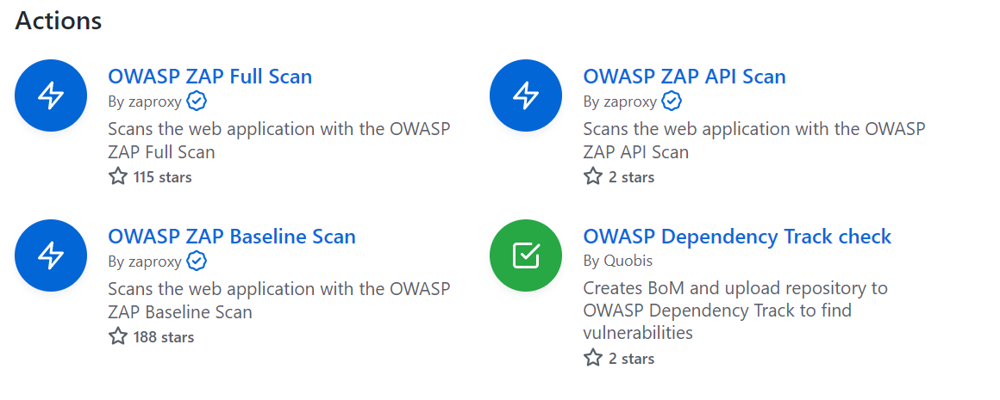 Actions
OWASP ZAP Full Scan
By zaproxy
Scans the web application with the OWASP
ZAP Full Scan
115 stars
OWASP ZAP API Scan
By zaproxy
Scans the web application with the OWASP
ZAP API Scan
2 stars
OWASP ZAP Baseline Scan
By zaproxy
Scans the web application with the OWASP
ZAP Baseline Scan
188 stars
OWASP Dependency Track check
By Quobis
Creates BoM and upload repository to
OWASP Dependency Track to find
vulnerabilities
2 stars